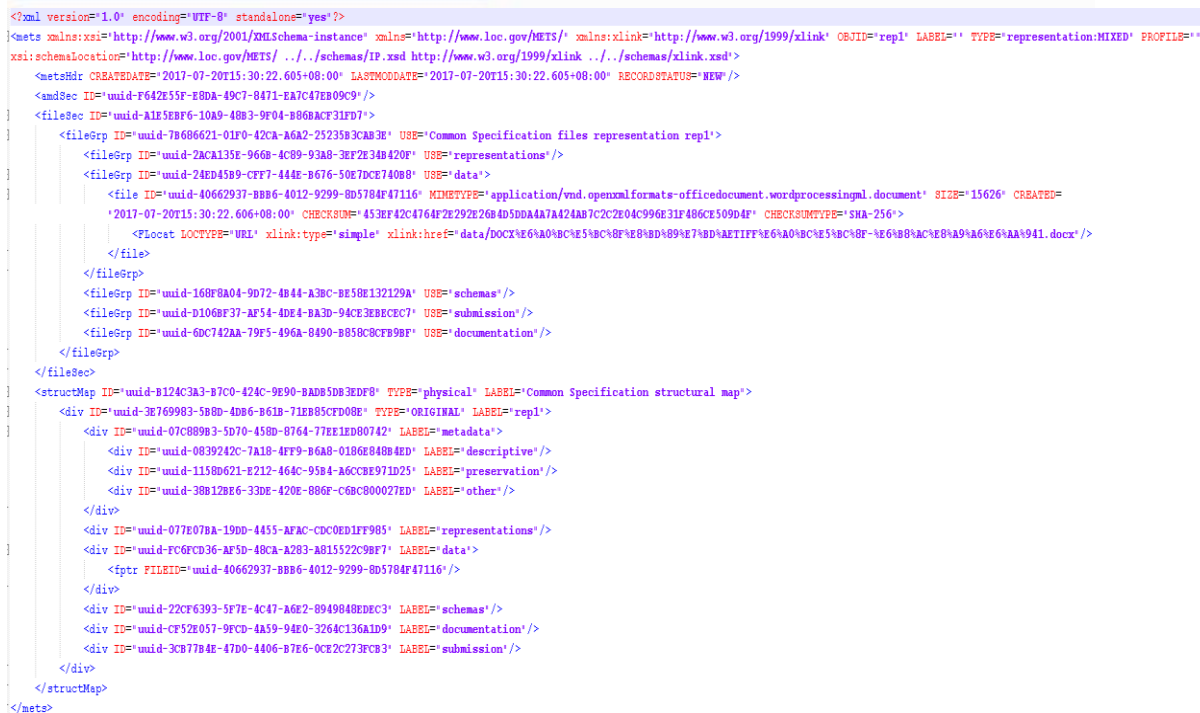 <?xml version="1.0" encoding="UTF-8" standalone="yes"?>
<mets xmlns:xsi="http://www.w3.org/2001/XMLSchema-instance" xmlns="http://www.loc.gov/METS/" xmlns:xlink="http://www.w3.org/1999/xlink" OBJID="rep1" LABEL="" TYPE="representation:MIXED" PROFILE=""
xsi:schemaLocation="http://www.loc.gov/METS/ ../../schemas/IP.xsd http://www.w3.org/1999/xlink ../../schemas/xlink.xsd">
<metsHdr CREATEDATE="2017-07-20T15:30:22.605+08:00" LASTMODDATE="2017-07-20T15:30:22.605+08:00" RECORDSTATUS="NEW"/>
<amdSec ID="uuid-F642E55F-E8DA-49C7-8471-EA7C47EB09C9"/>
<fileSec ID="uuid-A1E5EBF6-10A9-48B3-9F04-B86BACF31FD7">
<fileGrp ID="uuid-7B686621-01F0-42CA-A6A2-25235B3CAB3E" USE="Common Specification files representation rep1">
<fileGrp ID="uuid-2ACA135E-966B-4C89-93A8-3EF2E34B420F" USE="representations"/>
<fileGrp ID="uuid-24ED45B9-CFF7-444E-B676-50E7DCE740B8" USE="data">
<file ID="uuid-40662937-BBB6-4012-9299-8D5784F47116" MIMETYPE="application/vnd.openxmlformats-officedocument.wordprocessingml.document" SIZE="15626" CREATED=
"2017-07-20T15:30:22.606+08:00" CHECKSUM="453EF42C4764F2E292E26B4D5DDA4A7A424AB7C2C2E04C996E31F486CE509D4F" CHECKSUMTYPE="SHA-256">
<FLocat LOCTYPE="URL" xlink:type="simple" xlink:href="data/DOCX%E6%A0%BC%E5%BC%8F%E8%BD%89%E7%BD%AETIFF%E6%A0%BC%E5%BC%8F-%E6%B8%AC%E8%A9%A6%E6%AA%941.docx"/>
</file>
</fileGrp>
<fileGrp ID="uuid-168F8A04-9D72-4B44-A3BC-BE58E132129A" USE="schemas"/>
<fileGrp ID="uuid-D106BF37-AF54-4DE4-BA3D-94CE3EBECEC7" USE="submission"/>
<fileGrp ID="uuid-6DC742AA-79F5-496A-8490-B858C8CFB9BF" USE="documentation"/>
</fileGrp>
</fileSec>
<structMap ID="uuid-B124C3A3-B7C0-424C-9E90-BADB5DB3EDF8" TYPE="physical" LABEL="Common Specification structural map">
<div ID="uuid-3E769983-5B8D-4DB6-B61B-71EB85CFD08E" TYPE="ORIGINAL" LABEL="rep1">
<div ID="uuid-07C889B3-5D70-458D-8764-77EE1ED80742" LABEL="metadata">
<div ID="uuid-0839242C-7A18-4FF9-B6A8-0186E848B4ED" LABEL="descriptive"/>
<div ID="uuid-1158D621-E212-464C-95B4-A6CCBE971D25" LABEL="preservation"/>
<div ID="uuid-38B12BE6-33DE-420E-886F-C6BC800027ED" LABEL="other"/>
</div>
<div ID="uuid-077E07BA-19DD-4455-AFAC-CDC0ED1FF985" LABEL="representations"/>
<div ID="uuid-FC6FCD36-AF5D-48CA-A283-A815522C9BF7" LABEL="data">
<fptr FILEID="uuid-40662937-BBB6-4012-9299-8D5784F47116"/>
</div>
<div ID="uuid-22CF6393-5F7E-4C47-A6E2-8949848EDEC3" LABEL="schemas"/>
<div ID="uuid-CF52E057-9FCD-4A59-94E0-3264C136A1D9" LABEL="documentation"/>
<div ID="uuid-3CB77B4E-47D0-4406-B7E6-0CE2C273FCB3" LABEL="submission"/>
</div>
</structMap>
</mets>